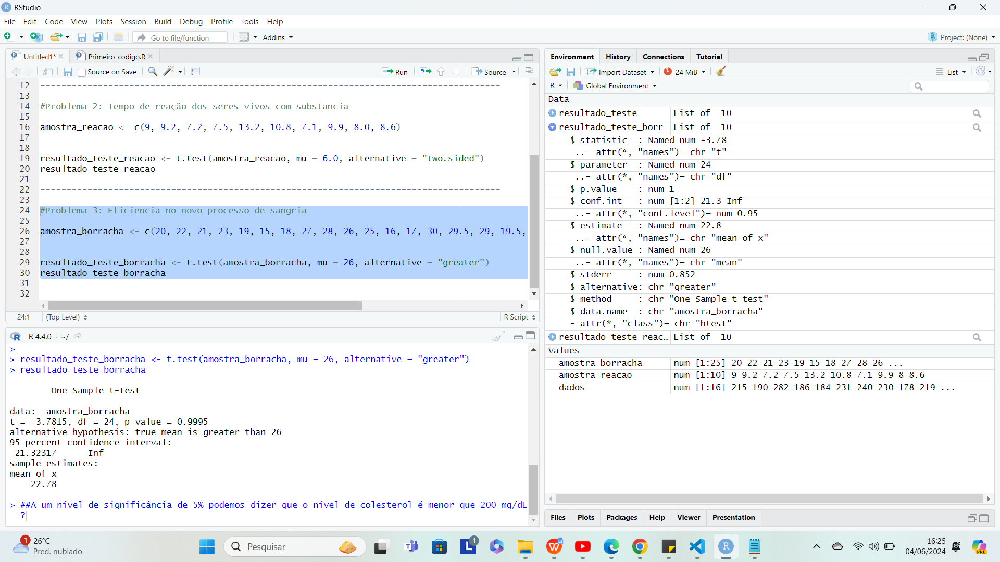 RStudio
File Edit Code View Plots Session Build Debug Profile Tools Help
Go to file/function Addins Project: (None)
Untitled1* Primeiro_codigo.R
Source on Save Run Source
12 ----------------------------------------------------------------------------------------
13
14 #Problema 2: Tempo de reação dos seres vivos com substancia
15
16 amostra_reacao <- c(9, 9.2, 7.2, 7.5, 13.2, 10.8, 7.1, 9.9, 8.0, 8.6)
17
18
19 resultado_teste_reacao <- t.test(amostra_reacao, mu = 6.0, alternative = "two.sided")
20 resultado_teste_reacao
21
22 ----------------------------------------------------------------------------------------
23
24 #Problema 3: Eficiencia no novo processo de sangria
25
26 amostra_borracha <- c(20, 22, 21, 23, 19, 15, 18, 27, 28, 26, 25, 16, 17, 30, 29.5, 29, 19.5,
27
28
29 resultado_teste_borracha <- t.test(amostra_borracha, mu = 26, alternative = "greater")
30 resultado_teste_borracha
31
32
24:1 (Top Level) R Script
R 4.4.0 · ~/
>
> resultado_teste_borracha <- t.test(amostra_borracha, mu = 26, alternative = "greater")
> resultado_teste_borracha
One Sample t-test
data: amostra_borracha
t = -3.7815, df = 24, p-value = 0.9995
alternative hypothesis: true mean is greater than 26
95 percent confidence interval:
21.32317 Inf
sample estimates:
mean of x
22.78
> ##A um nível de significância de 5% podemos dizer que o nível de colesterol é menor que 200 mg/dL
?
Environment History Connections Tutorial
Import Dataset 24 MiB List
R Global Environment
Data
resultado_teste List of 10
resultado_teste_borr… List of 10
$ statistic : Named num -3.78
..- attr(*, "names")= chr "t"
$ parameter : Named num 24
..- attr(*, "names")= chr "df"
$ p.value : num 1
$ conf.int : num [1:2] 21.3 Inf
..- attr(*, "conf.level")= num 0.95
$ estimate : Named num 22.8
..- attr(*, "names")= chr "mean of x"
$ null.value : Named num 26
..- attr(*, "names")= chr "mean"
$ stderr : num 0.852
$ alternative: chr "greater"
$ method : chr "One Sample t-test"
$ data.name : chr "amostra_borracha"
- attr(*, "class")= chr "htest"
resultado_teste_reac… List of 10
Values
amostra_borracha num [1:25] 20 22 21 23 19 15 18 27 28 26 ...
amostra_reacao num [1:10] 9 9.2 7.2 7.5 13.2 10.8 7.1 9.9 8 8.6
dados num [1:16] 215 190 282 186 184 231 240 230 178 219 ...
Files Plots Packages Help Viewer Presentation
1 26°C
Pred. nublado
Pesquisar
L 1
PRE
16:25
04/06/2024